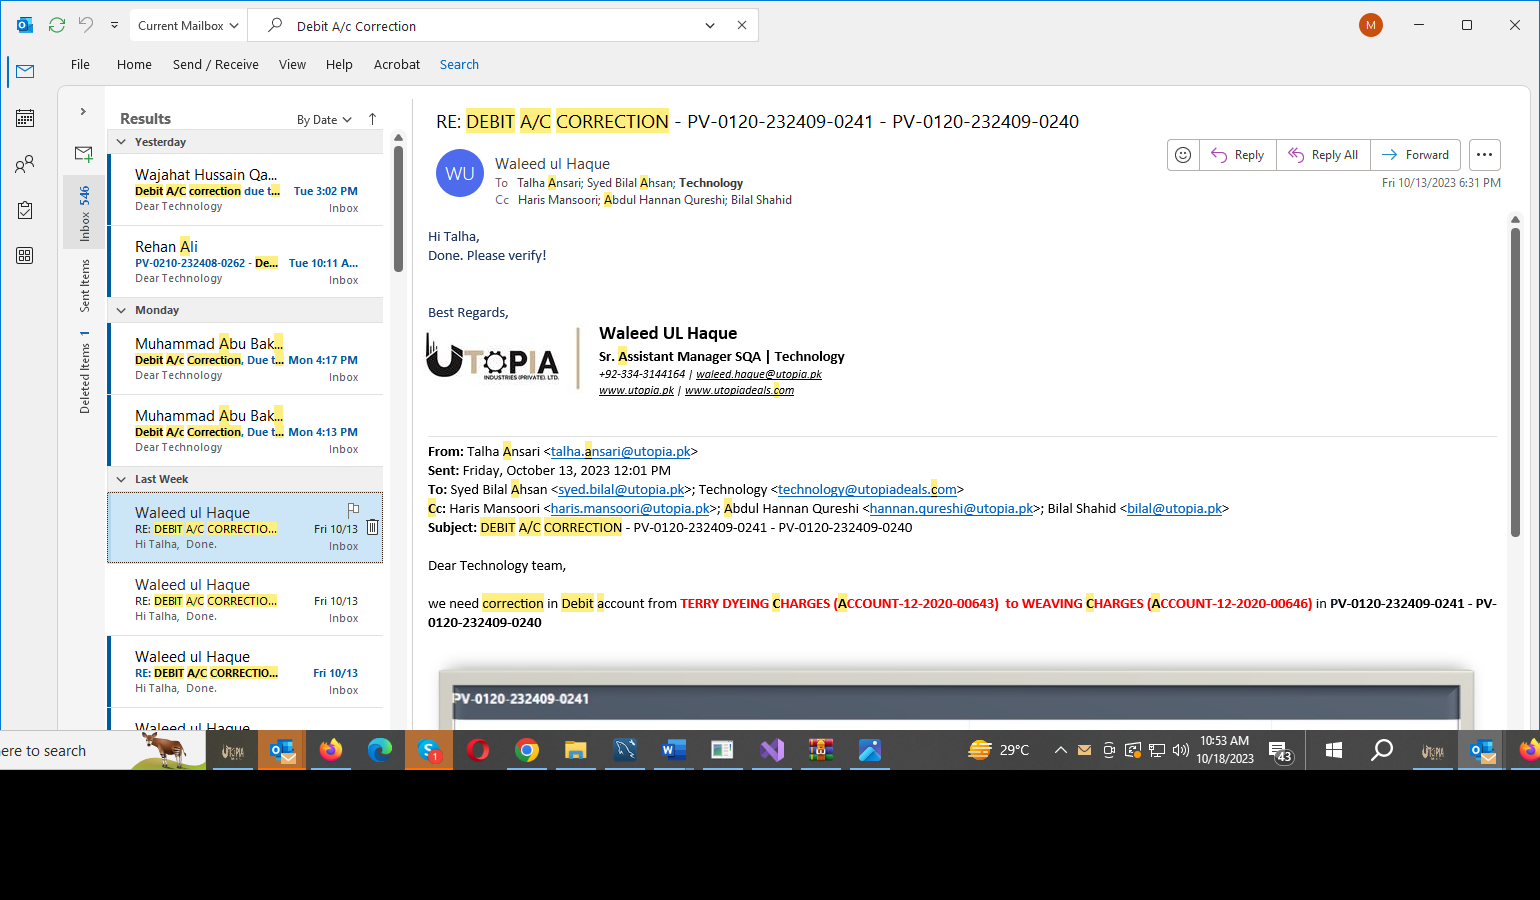 Current Mailbox
Debit A/c Correction
M
File Home Send / Receive View Help Acrobat Search
Results By Date
Inbox 546
Sent Items
Deleted Items 1
Yesterday
Wajahat Hussain Qa...
Debit A/C correction due t... Tue 3:02 PM
Dear Technology Inbox
Rehan Ali
PV-0210-232408-0262 - De... Tue 10:11 A...
Dear Technology Inbox
Monday
Muhammad Abu Bak...
Debit A/c Correction, Due t... Mon 4:17 PM
Dear Technology Inbox
Muhammad Abu Bak...
Debit A/c Correction, Due t... Mon 4:13 PM
Dear Technology Inbox
Last Week
Waleed ul Haque
RE: DEBIT A/C CORRECTIO... Fri 10/13
Hi Talha, Done. Inbox
Waleed ul Haque
RE: DEBIT A/C CORRECTIO... Fri 10/13
Hi Talha, Done. Inbox
Waleed ul Haque
RE: DEBIT A/C CORRECTIO... Fri 10/13
Hi Talha, Done. Inbox
Waleed ul Haque
RE: DEBIT A/C CORRECTION - PV-0120-232409-0241 - PV-0120-232409-0240
WU
Waleed ul Haque
To Talha Ansari; Syed Bilal Ahsan; Technology
Cc Haris Mansoori; Abdul Hannan Qureshi; Bilal Shahid
Reply Reply All Forward
Fri 10/13/2023 6:31 PM
Hi Talha,
Done. Please verify!
Best Regards,
UTOPIA
INDUSTRIES (PRIVATE). LTD.
Waleed UL Haque
Sr. Assistant Manager SQA | Technology
+92-334-3144164 | waleed.haque@utopia.pk
www.utopia.pk | www.utopiadeals.com
From: Talha Ansari <talha.ansari@utopia.pk>
Sent: Friday, October 13, 2023 12:01 PM
To: Syed Bilal Ahsan <syed.bilal@utopia.pk>; Technology <technology@utopiadeals.com>
Cc: Haris Mansoori <haris.mansoori@utopia.pk>; Abdul Hannan Qureshi <hannan.qureshi@utopia.pk>; Bilal Shahid <bilal@utopia.pk>
Subject: DEBIT A/C CORRECTION - PV-0120-232409-0241 - PV-0120-232409-0240
Dear Technology team,
we need correction in Debit account from TERRY DYEING CHARGES (ACCOUNT-12-2020-00643)  to WEAVING CHARGES (ACCOUNT-12-2020-00646) in PV-0120-232409-0241 - PV-
0120-232409-0240
PV-0120-232409-0241
ere to search
UTOPIA
1
29°C
10:53 AM
10/18/2023
43
UTOPIA